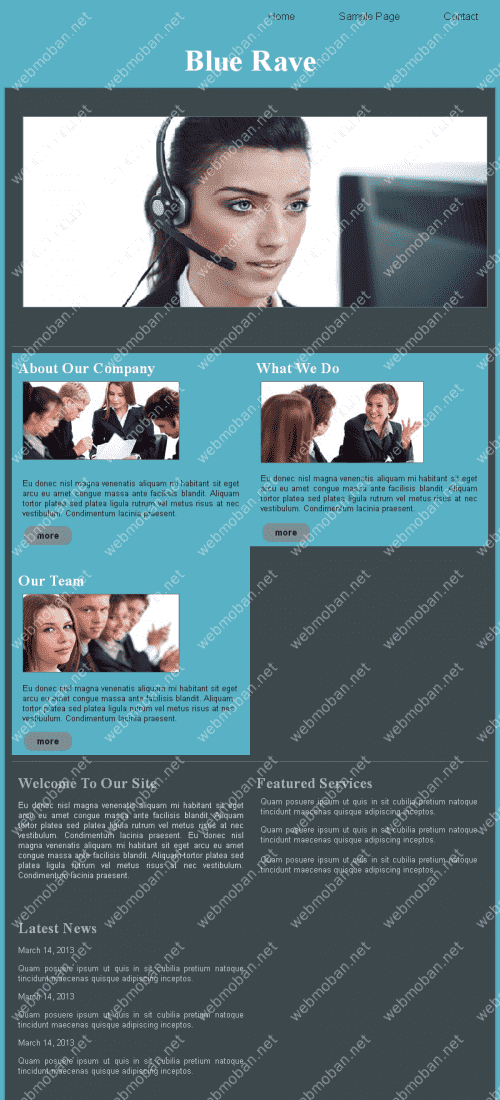 Home Sample Page Contact
Blue Rave
About Our Company
Eu donec nisl magna venenatis aliquam mi habitant sit eget
arcu eu amet congue massa ante facilisis blandit. Aliquam
tortor platea sed platea ligula rutrum vel metus risus at nec
vestibulum. Condimentum lacinia praesent.
more
What We Do
Eu donec nisl magna venenatis aliquam mi habitant sit eget
arcu eu amet congue massa ante facilisis blandit. Aliquam
tortor platea sed platea ligula rutrum vel metus risus at nec
vestibulum. Condimentum lacinia praesent.
more
Our Team
Eu donec nisl magna venenatis aliquam mi habitant sit eget
arcu eu amet congue massa ante facilisis blandit. Aliquam
tortor platea sed platea ligula rutrum vel metus risus at nec
vestibulum. Condimentum lacinia praesent.
more
Welcome To Our Site
Eu donec nisl magna venenatis aliquam mi habitant sit eget
arcu eu amet congue massa ante facilisis blandit. Aliquam
tortor platea sed platea ligula rutrum vel metus risus at nec
vestibulum. Condimentum lacinia praesent. Eu donec nisl
magna venenatis aliquam mi habitant sit eget arcu eu amet
congue massa ante facilisis blandit. Aliquam tortor platea sed
platea ligula rutrum vel metus risus at nec vestibulum.
Condimentum lacinia praesent.
Featured Services
Quam posuere ipsum ut quis in sit cubilia pretium natoque
tincidunt maecenas quisque adipiscing inceptos.
Quam posuere ipsum ut quis in sit cubilia pretium natoque
tincidunt maecenas quisque adipiscing inceptos.
Quam posuere ipsum ut quis in sit cubilia pretium natoque
tincidunt maecenas quisque adipiscing inceptos.
Latest News
March 14, 2013
Quam posuere ipsum ut quis in sit cubilia pretium natoque
tincidunt maecenas quisque adipiscing inceptos.
March 14, 2013
Quam posuere ipsum ut quis in sit cubilia pretium natoque
tincidunt maecenas quisque adipiscing inceptos.
March 14, 2013
Quam posuere ipsum ut quis in sit cubilia pretium natoque
tincidunt maecenas quisque adipiscing inceptos.
webmoban.net